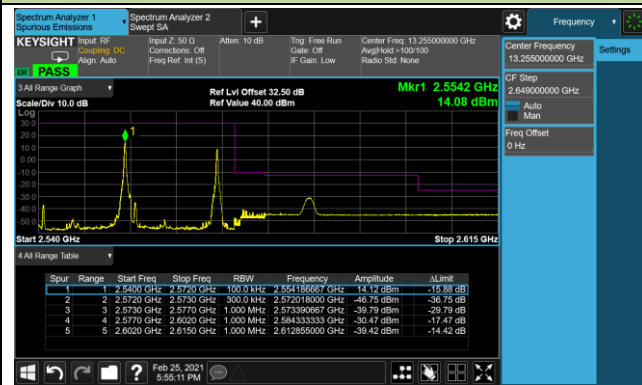 Spectrum Analyzer 1
Spurious Emissions
Spectrum Analyzer 2
Swept SA
Frequency
KEYSIGHT
Input: RF
Coupling: DC
Align: Auto
Input Z: 50 Ω
Corrections: Off
Freq Ref: Int (S)
Atten: 10 dB
Trig: Free Run
Gate: Off
IF Gain: Low
Center Freq: 13.255000000 GHz
Avg|Hold:>100/100
Radio Std: None
PASS
Center Frequency
13.255000000 GHz
Settings
CF Step
2.649000000 GHz
Auto
Man
Freq Offset
0 Hz
3 All Range Graph
Scale/Div 10.0 dB
Ref Lvl Offset 32.50 dB
Ref Value 40.00 dBm
Mkr1 2.5542 GHz
14.08 dBm
Log
30.0
20.0
10.0
0.00
-10.0
-20.0
-30.0
-40.0
-50.0
1
Start 2.540 GHz
Stop 2.615 GHz
4 All Range Table
Spur Range Start Freq Stop Freq RBW Frequency Amplitude ΔLimit
1 1 2.5400 GHz 2.5720 GHz 100.0 kHz 2.554186667 GHz 14.12 dBm -15.88 dB
2 2 2.5720 GHz 2.5730 GHz 300.0 kHz 2.572018000 GHz -46.75 dBm -36.75 dB
3 3 2.5730 GHz 2.5770 GHz 1.000 MHz 2.573390667 GHz -39.79 dBm -29.79 dB
4 4 2.5770 GHz 2.6020 GHz 1.000 MHz 2.584333333 GHz -30.47 dBm -17.47 dB
5 5 2.6020 GHz 2.6150 GHz 1.000 MHz 2.612855000 GHz -39.42 dBm -14.42 dB
Feb 25, 2021
5:55:11 PM